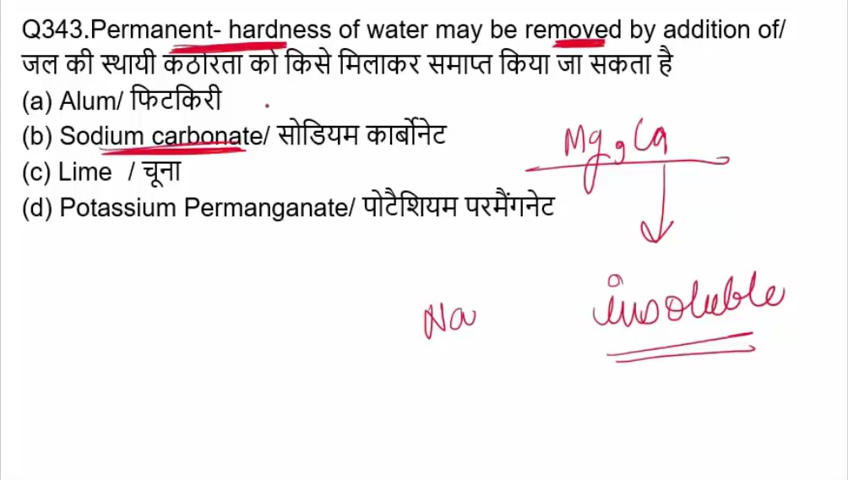 Q343.Permanent- hardness of water may be removed by addition of/
जल की स्थायी कठोरता को किसे मिलाकर समाप्त किया जा सकता है
(a) Alum/ फिटकिरी
(b) Sodium carbonate/ सोडियम कार्बोनेट
Mg, Ca
(c) Lime / चूना
(d) Potassium Permanganate/ पोटैशियम परमैंगनेट
Na insoluble